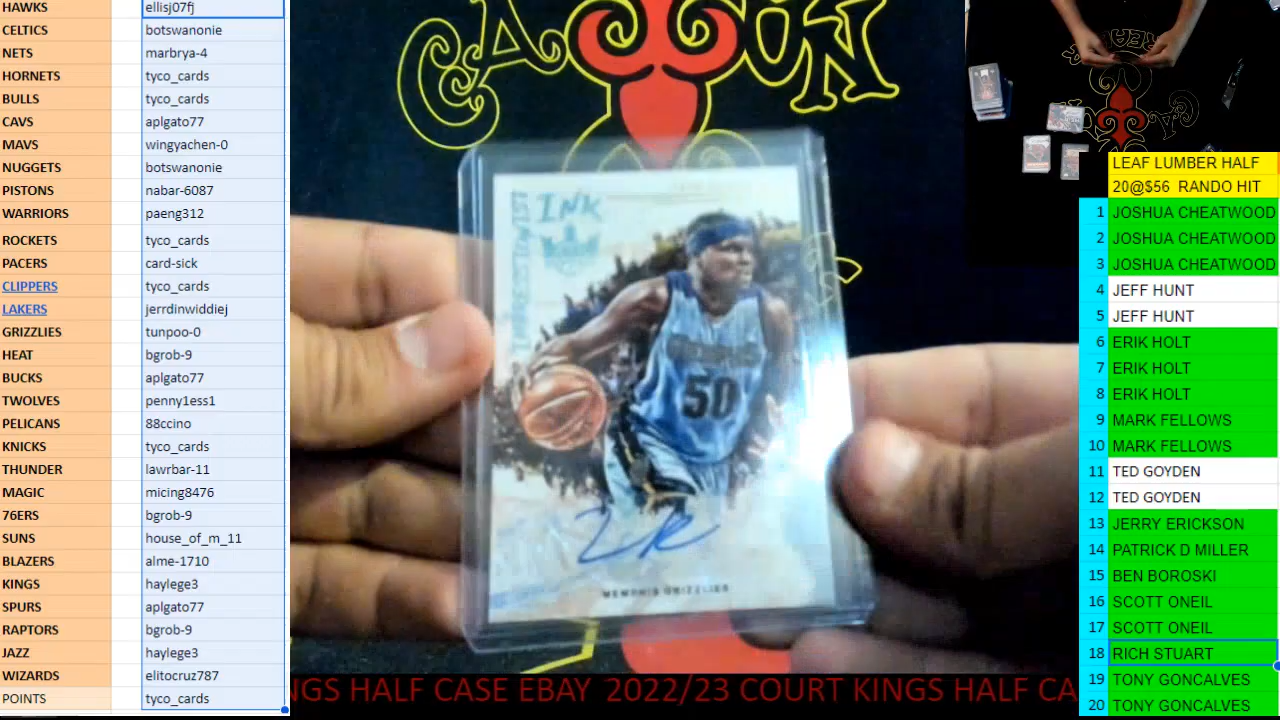 HAWKS ellisj07fj
CELTICS botswanonie
NETS marbrya-4
HORNETS tyco_cards
BULLS tyco_cards
CAVS aplgato77
MAVS wingyachen-0
NUGGETS botswanonie
PISTONS nabar-6087
WARRIORS paeng312
ROCKETS tyco_cards
PACERS card-sick
CLIPPERS tyco_cards
LAKERS jerrdinwiddiej
GRIZZLIES tunpoo-0
HEAT bgrob-9
BUCKS aplgato77
TWOLVES penny1ess1
PELICANS 88ccino
KNICKS tyco_cards
THUNDER lawrbar-11
MAGIC micing8476
76ERS bgrob-9
SUNS house_of_m_11
BLAZERS alme-1710
KINGS haylege3
SPURS aplgato77
RAPTORS bgrob-9
JAZZ haylege3
WIZARDS elitocruz787
POINTS tyco_cards
INK
50
MEMPHIS GRIZZLIES
NGS HALF CASE EBAY 2022/23 COURT KINGS HALF CA
LEAF LUMBER HALF
20@$56 RANDO HIT
1 JOSHUA CHEATWOOD
2 JOSHUA CHEATWOOD
3 JOSHUA CHEATWOOD
4 JEFF HUNT
5 JEFF HUNT
6 ERIK HOLT
7 ERIK HOLT
8 ERIK HOLT
9 MARK FELLOWS
10 MARK FELLOWS
11 TED GOYDEN
12 TED GOYDEN
13 JERRY ERICKSON
14 PATRICK D MILLER
15 BEN BOROSKI
16 SCOTT ONEIL
17 SCOTT ONEIL
18 RICH STUART
19 TONY GONCALVES
20 TONY GONCALVES